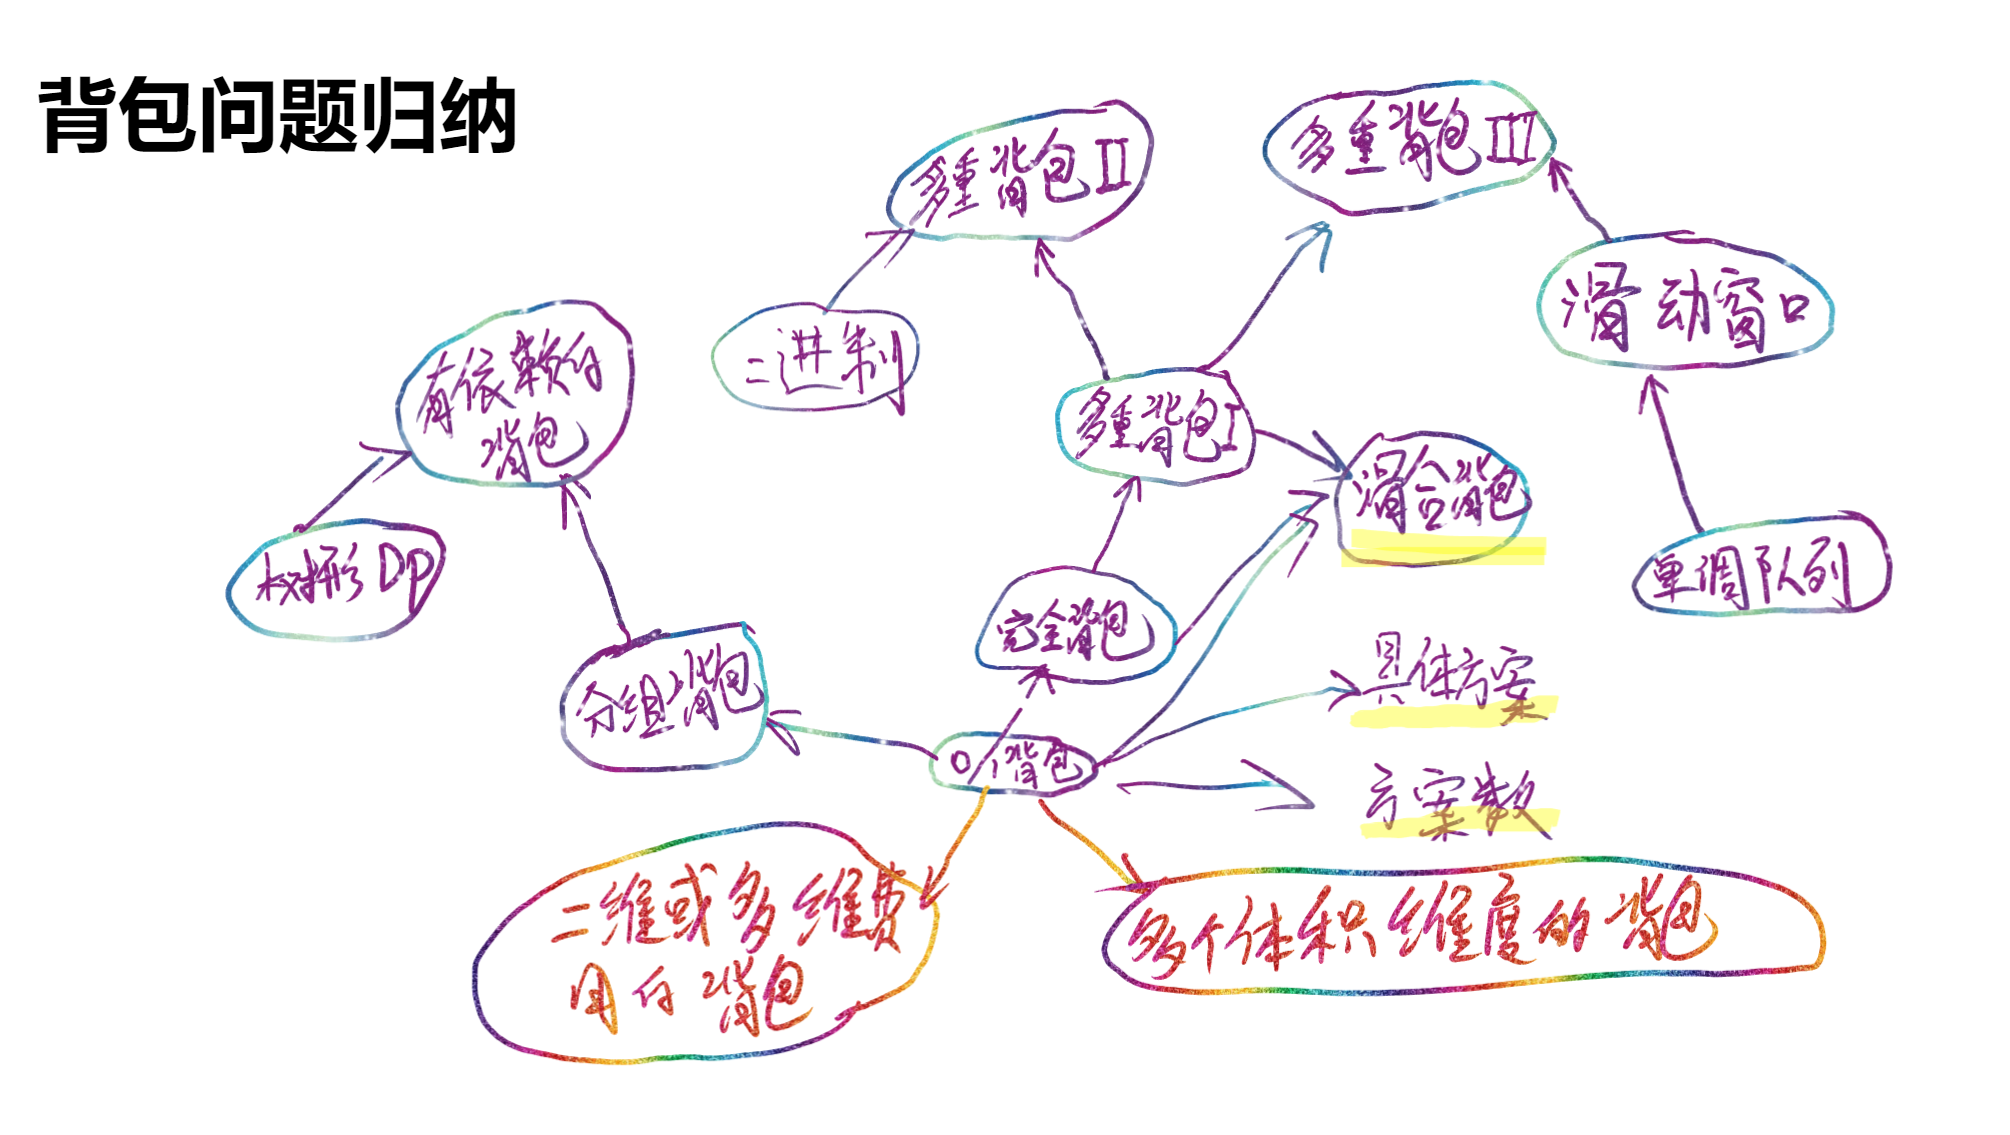 背包问题归纳
多重背包II
多重背包III
滑动窗口
二进制
有依赖的
背包
多重背包I
混合背包
树形DP
单调队列
完全背包
分组背包
具体方案
01背包
方案数
二维或多维费
用的背包
多个体积维度的背包